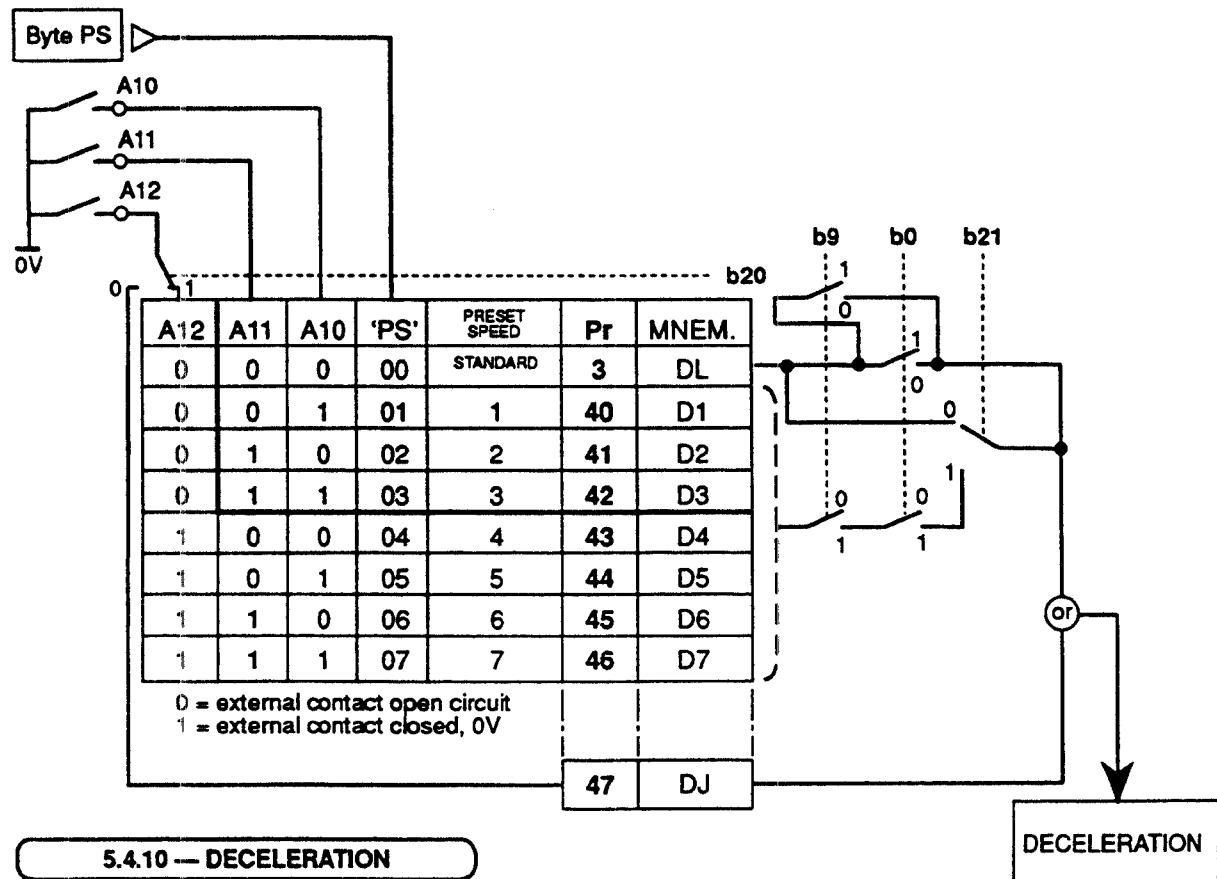 Byte PS
A10
A11
A12
0V
b9 b0 b21
b20
0 1
1
0
1
0
0
1
0 0
1 1
A12 A11 A10 'PS' PRESET SPEED Pr MNEM.
0 0 0 00 STANDARD 3 DL
0 0 1 01 1 40 D1
0 1 0 02 2 41 D2
0 1 1 03 3 42 D3
1 0 0 04 4 43 D4
1 0 1 05 5 44 D5
1 1 0 06 6 45 D6
1 1 1 07 7 46 D7
0 = external contact open circuit
1 = external contact closed, 0V
or
47 DJ
5.4.10 — DECELERATION
DECELERATION